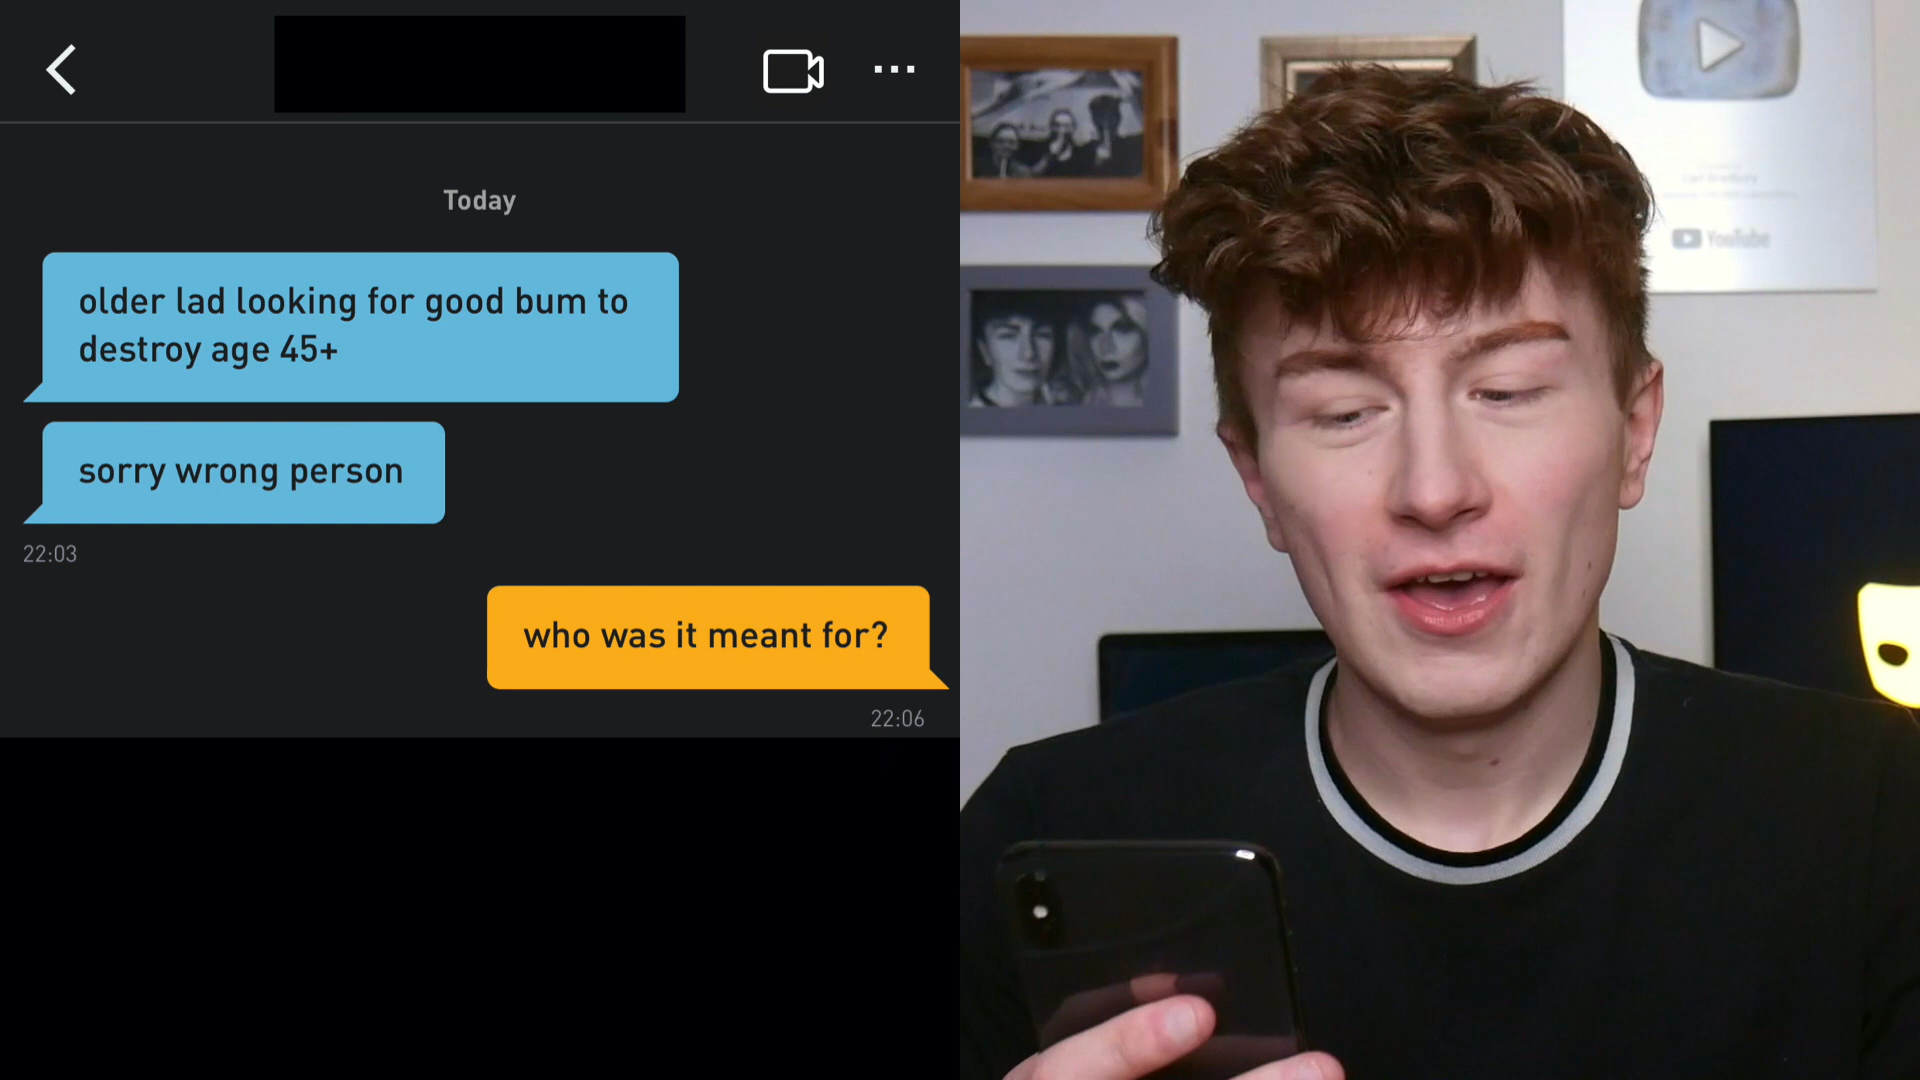 Today
older lad looking for good bum to
destroy age 45+
sorry wrong person
22:03
who was it meant for?
22:06
YouTube